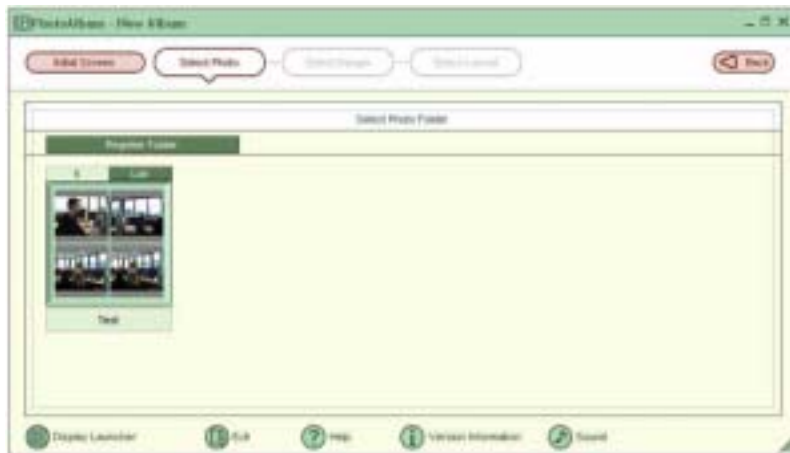 PhotoAlbum - New Album
Initial Screen
Select Photo
Select Design
Select Layout
Back
Select Photo Folder
Register Folder
Test
Display Launcher
Exit
Help
Version Information
Sound